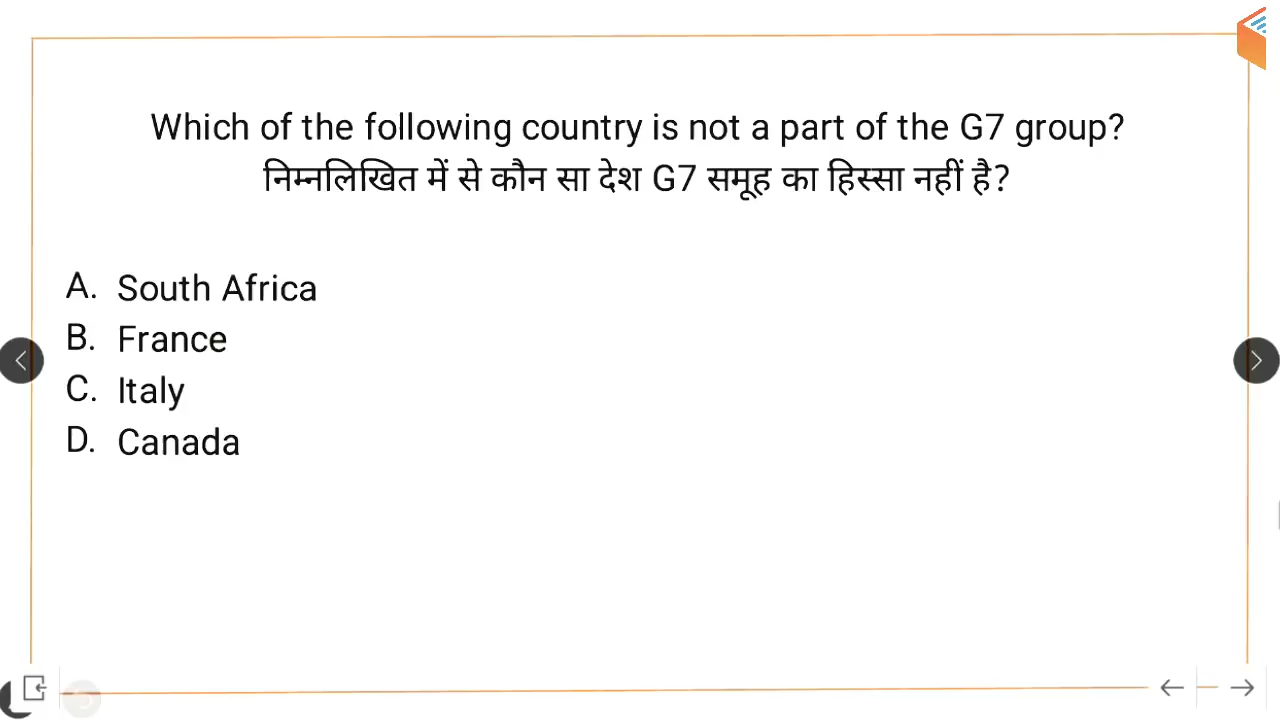 Which of the following country is not a part of the G7 group?
निम्नलिखित में से कौन सा देश G7 समूह का हिस्सा नहीं है?
A. South Africa
B. France
C. Italy
D. Canada